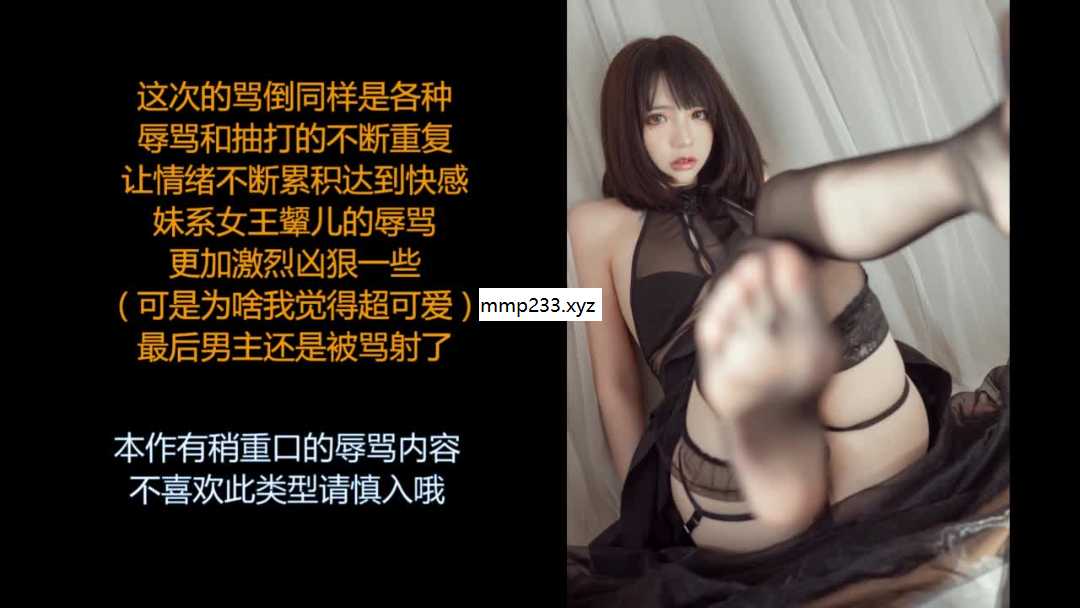 这次的骂倒同样是各种
辱骂和抽打的不断重复
让情绪不断累积达到快感
妹系女王颦儿的辱骂
更加激烈凶狠一些
（可是为啥我觉得超可爱）
mmp233.xyz
最后男主还是被骂射了
本作有稍重口的辱骂内容
不喜欢此类型请慎入哦